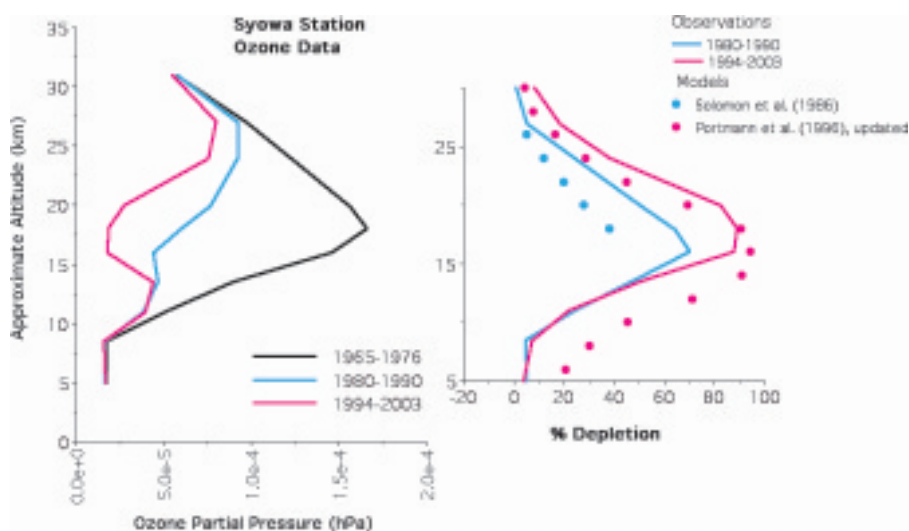 Syowa Station
Ozone Data
35
30
25
20
15
10
5
0
Approximate Altitude (km)
1965-1976
1980-1990
1994-2003
0.0e+0
5.0e-5
1.0e-4
1.5e-4
2.0e-4
Ozone Partial Pressure (hPa)
Observations
1980-1990
1994-2003
Models
Solomon et al. (1986)
Portmann et al. (1996), updated
25
15
5
-20
0
20
40
60
80
100
% Depletion